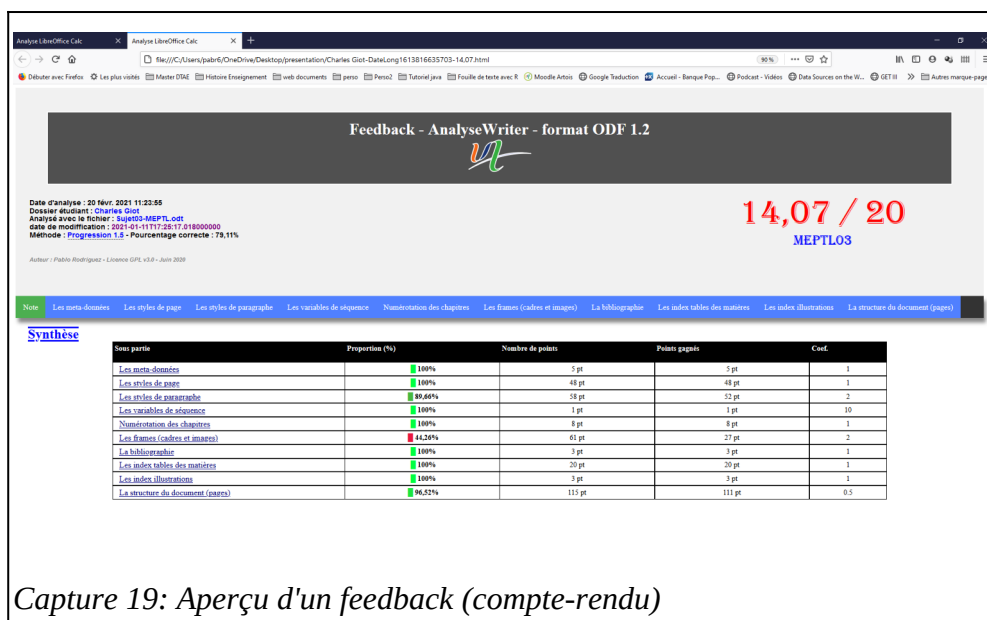 Analyse LibreOffice Calc × Analyse LibreOffice Calc × +
file:///C:/Users/pabr6/OneDrive/Desktop/presentation/Charles Giot-DateLong1613816635703-14,07.html 90 %
Débuter avec Firefox Les plus visités Master DTAE Histoire Enseignement web documents perso Perso2 Tutoriel java Fouille de texte avec R Moodle Artois Google Traduction Accueil - Banque Pop... Podcast - Vidéos Data Sources on the W... GET III Autres marque-pages
Feedback - AnalyseWriter - format ODF 1.2
Date d'analyse : 20 févr. 2021 11:23:55
Dossier étudiant : Charles Giot
Analysé avec le fichier : Sujet03-MEPTL.odt
date de modiffication : 2021-01-11T17:25:17.018000000
Méthode : Progression 1.5 - Pourcentage correcte : 79,11%
14,07 / 20
MEPTL03
Auteur : Pablo Rodriguez - Licence GPL v3.0 - Juin 2020
Note Les meta-données Les styles de page Les styles de paragraphe Les variables de séquence Numérotation des chapitres Les frames (cadres et images) La bibliographie Les index tables des matières Les index illustrations La structure du document (pages)
Synthèse
Sous partie Proportion (%) Nombre de points Points gagnés Coef.
Les meta-données 100% 5 pt 5 pt 1
Les styles de page 100% 48 pt 48 pt 1
Les styles de paragraphe 89,66% 58 pt 52 pt 2
Les variables de séquence 100% 1 pt 1 pt 10
Numérotation des chapitres 100% 8 pt 8 pt 1
Les frames (cadres et images) 44,26% 61 pt 27 pt 2
La bibliographie 100% 3 pt 3 pt 1
Les index tables des matières 100% 20 pt 20 pt 1
Les index illustrations 100% 3 pt 3 pt 1
La structure du document (pages) 96,52% 115 pt 111 pt 0.5
Capture 19: Aperçu d'un feedback (compte-rendu)